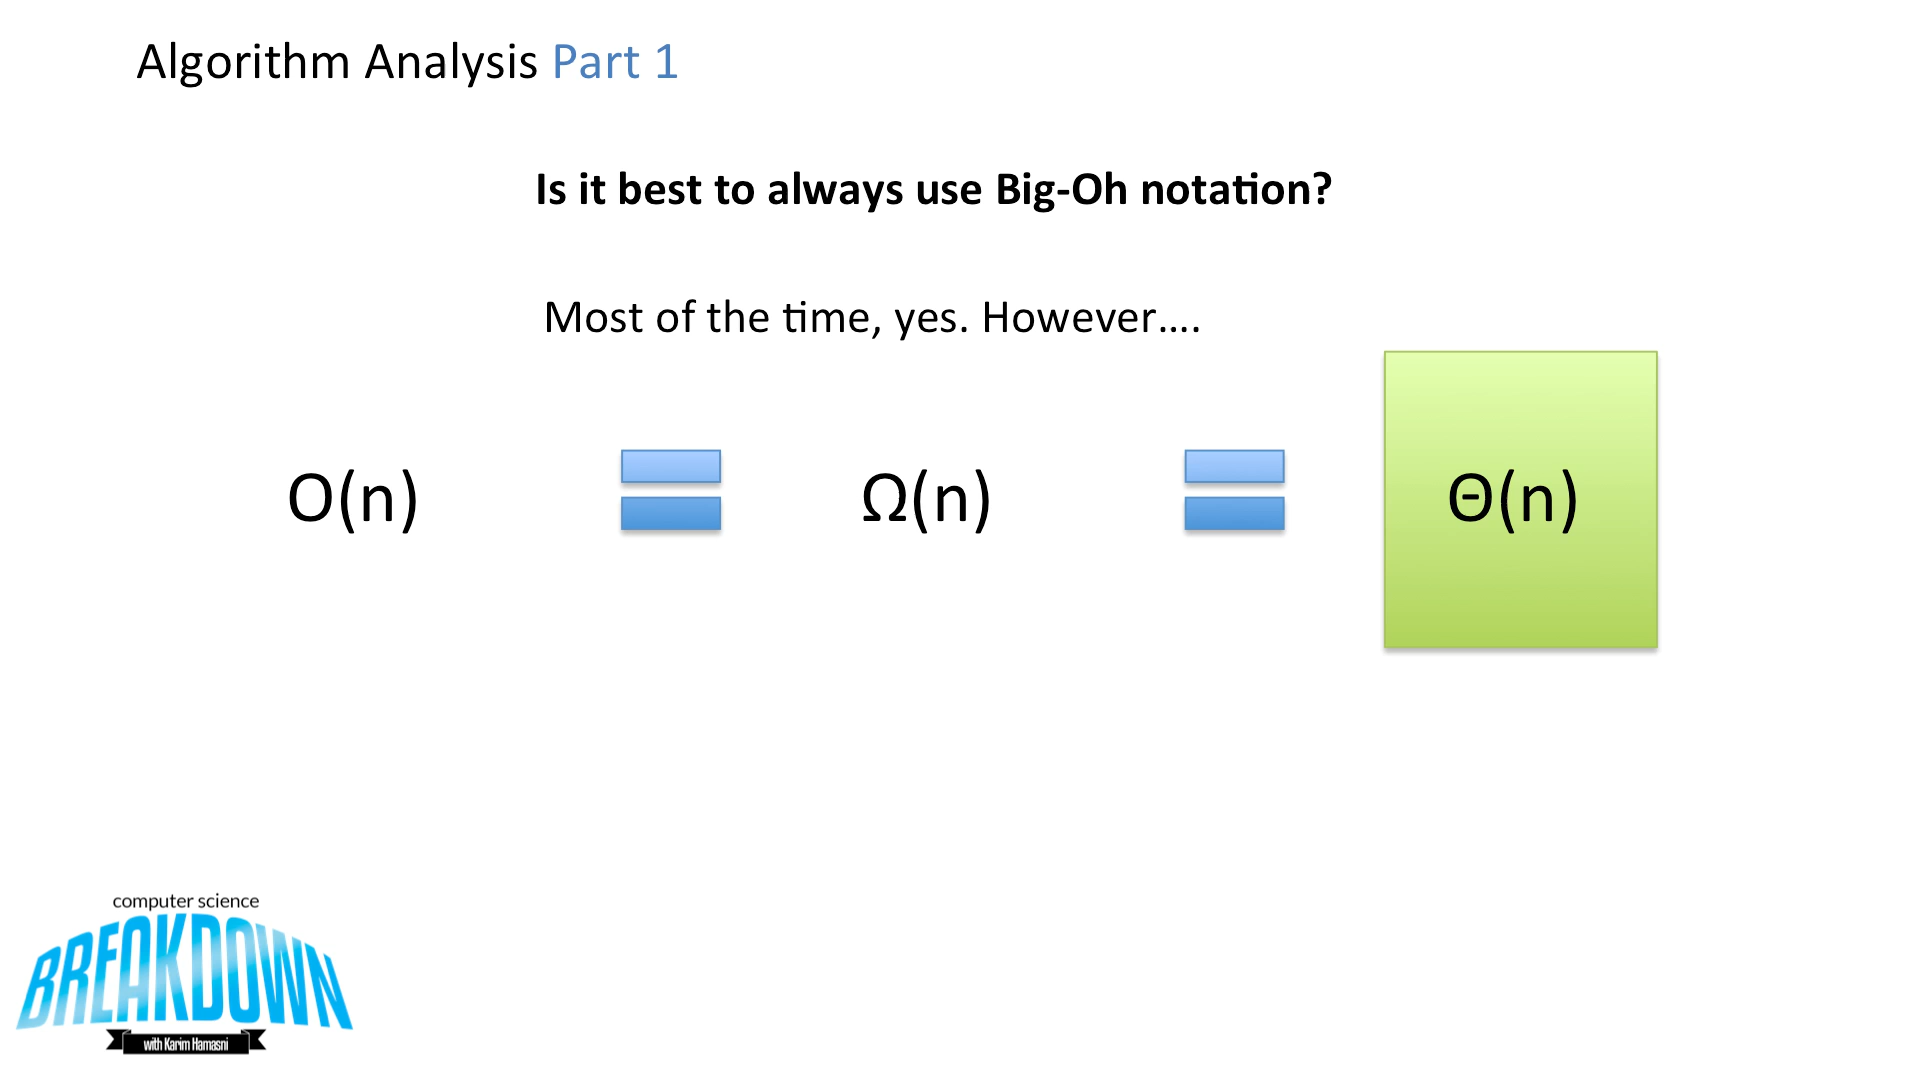 Algorithm Analysis Part 1
Is it best to always use Big-Oh notation?
Most of the time, yes. However....
O(n) Ω(n) Θ(n)
computer science
BREAKDOWN
with Karim Hamasni